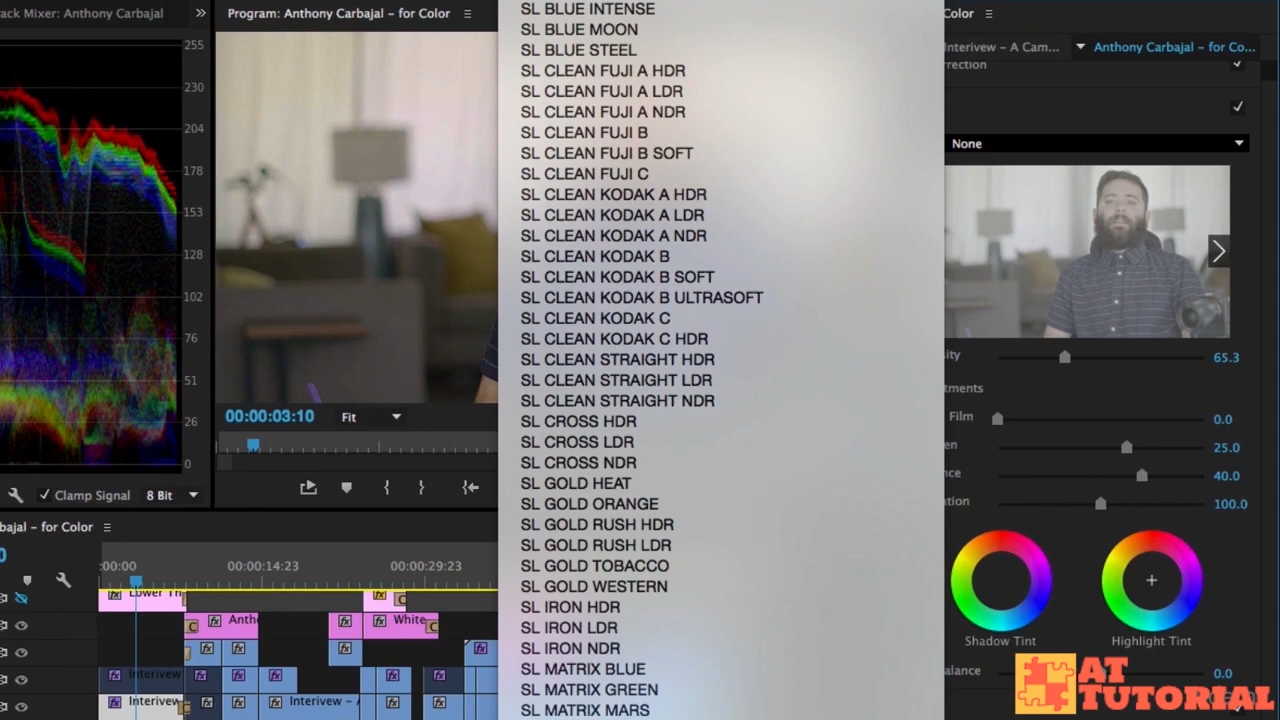 ack Mixer: Anthony Carbajal
255
230
204
178
153
128
102
76
51
26
0
Clamp Signal
8 Bit
Program: Anthony Carbajal – for Color
00:00:03:10
Fit
bajal – for Color
0
:00:00
00:00:14:23
00:00:29:23
Lower Th
Anth
White
C
Interivew
Interivew
Interivew – A
SL BLUE INTENSE
SL BLUE MOON
SL BLUE STEEL
SL CLEAN FUJI A HDR
SL CLEAN FUJI A LDR
SL CLEAN FUJI A NDR
SL CLEAN FUJI B
SL CLEAN FUJI B SOFT
SL CLEAN FUJI C
SL CLEAN KODAK A HDR
SL CLEAN KODAK A LDR
SL CLEAN KODAK A NDR
SL CLEAN KODAK B
SL CLEAN KODAK B SOFT
SL CLEAN KODAK B ULTRASOFT
SL CLEAN KODAK C
SL CLEAN KODAK C HDR
SL CLEAN STRAIGHT HDR
SL CLEAN STRAIGHT LDR
SL CLEAN STRAIGHT NDR
SL CROSS HDR
SL CROSS LDR
SL CROSS NDR
SL GOLD HEAT
SL GOLD ORANGE
SL GOLD RUSH HDR
SL GOLD RUSH LDR
SL GOLD TOBACCO
SL GOLD WESTERN
SL IRON HDR
SL IRON LDR
SL IRON NDR
SL MATRIX BLUE
SL MATRIX GREEN
SL MATRIX MARS
Color
Interivew – A Cam...
Anthony Carbajal – for Co...
rrection
None
sity
65.3
tments
Film
0.0
en
25.0
nce
40.0
ation
100.0
Shadow Tint
Highlight Tint
alance
0.0
AT
TUTORIAL